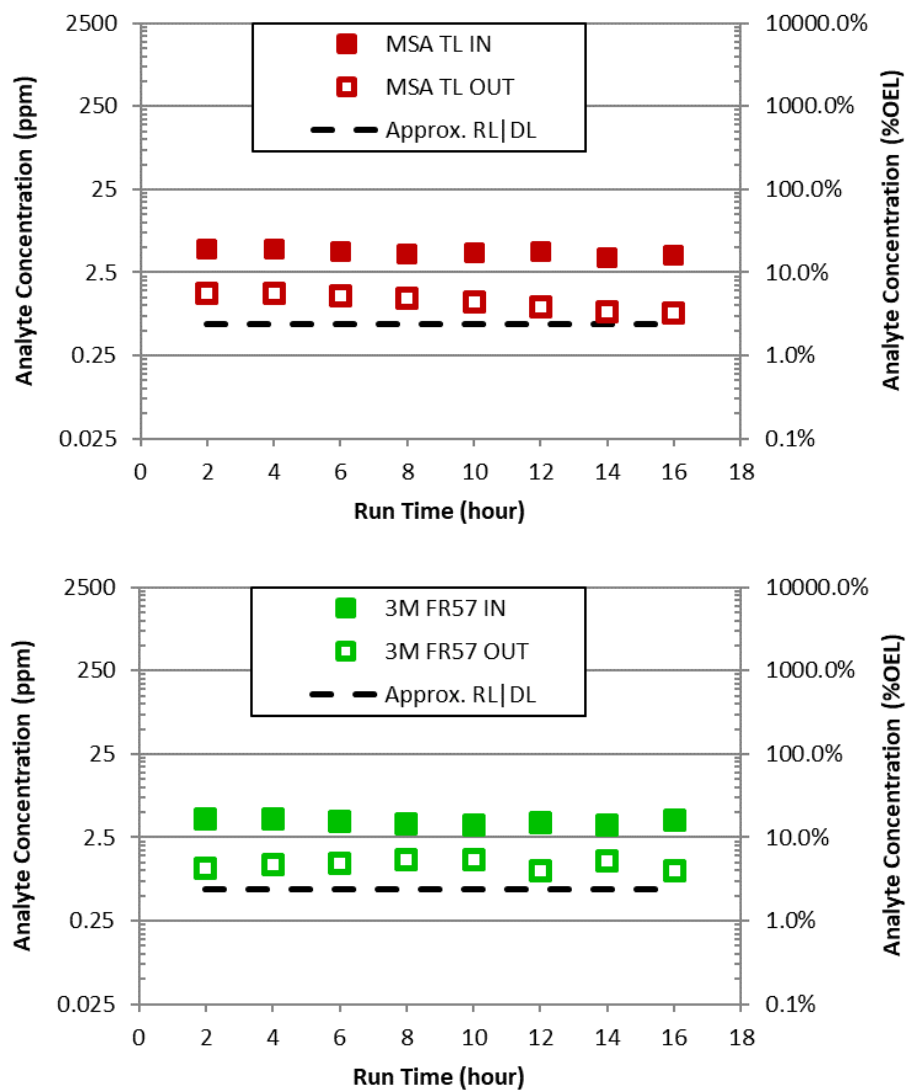 2500
250
25
2.5
0.25
0.025
Analyte Concentration (ppm)
MSA TL IN
MSA TL OUT
Approx. RL|DL
10000.0%
1000.0%
100.0%
10.0%
1.0%
0.1%
Analyte Concentration (%OEL)
0 2 4 6 8 10 12 14 16 18
Run Time (hour)
2500
250
25
2.5
0.25
0.025
Analyte Concentration (ppm)
3M FR57 IN
3M FR57 OUT
Approx. RL|DL
10000.0%
1000.0%
100.0%
10.0%
1.0%
0.1%
Analyte Concentration (%OEL)
0 2 4 6 8 10 12 14 16 18
Run Time (hour)